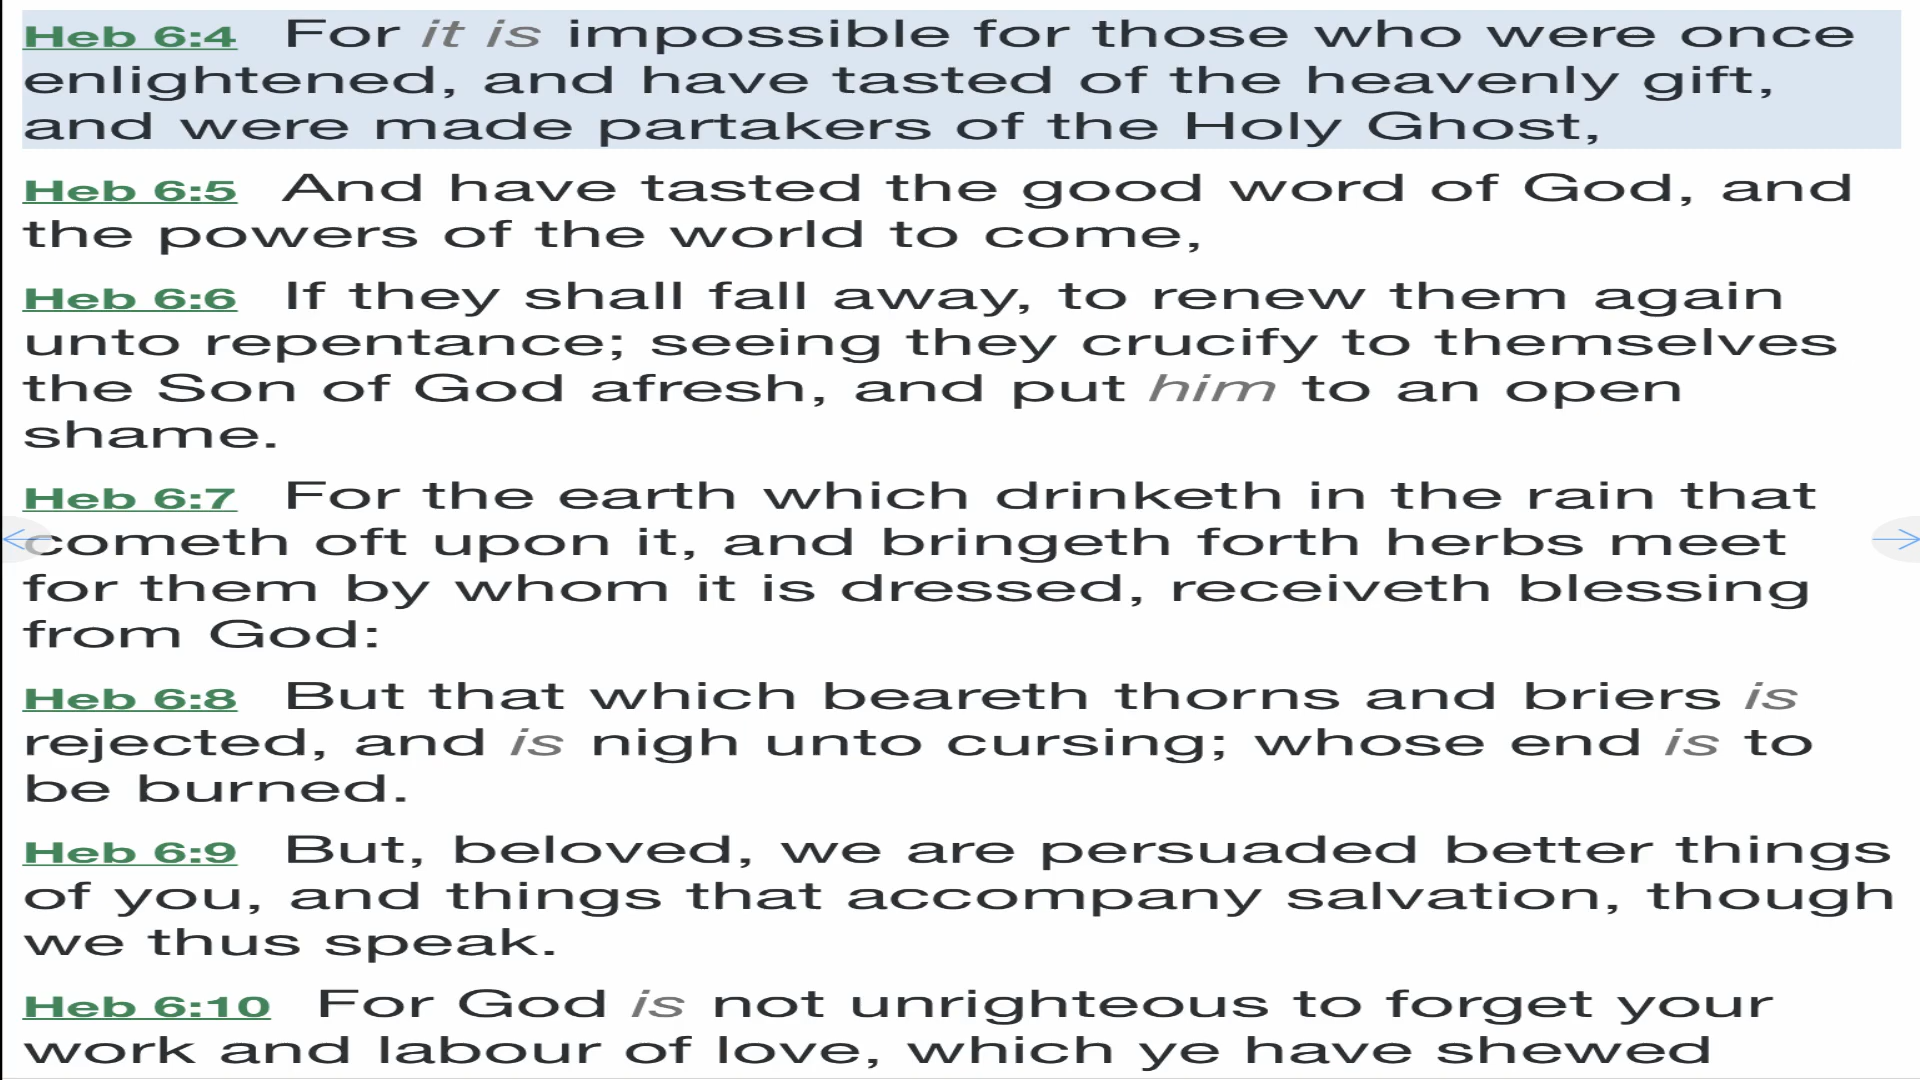 Heb 6:4 For it is impossible for those who were once
enlightened, and have tasted of the heavenly gift,
and were made partakers of the Holy Ghost,
Heb 6:5 And have tasted the good word of God, and
the powers of the world to come,
Heb 6:6 If they shall fall away, to renew them again
unto repentance; seeing they crucify to themselves
the Son of God afresh, and put him to an open
shame.
Heb 6:7 For the earth which drinketh in the rain that
cometh oft upon it, and bringeth forth herbs meet
for them by whom it is dressed, receiveth blessing
from God:
Heb 6:8 But that which beareth thorns and briers is
rejected, and is nigh unto cursing; whose end is to
be burned.
Heb 6:9 But, beloved, we are persuaded better things
of you, and things that accompany salvation, though
we thus speak.
Heb 6:10 For God is not unrighteous to forget your
work and labour of love, which ye have shewed